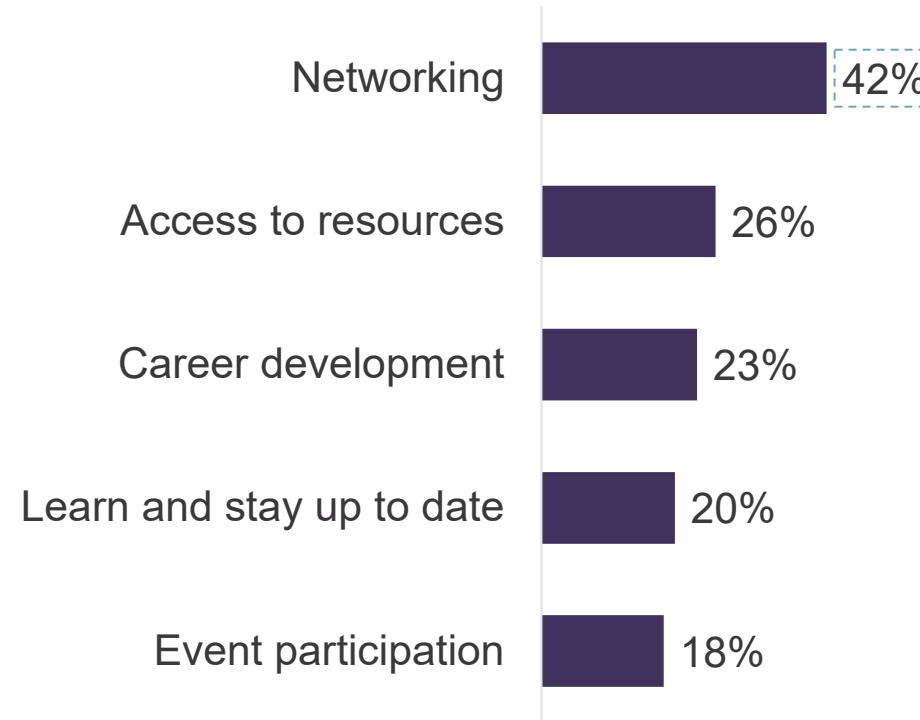 Networking 42%
Access to resources 26%
Career development 23%
Learn and stay up to date 20%
Event participation 18%